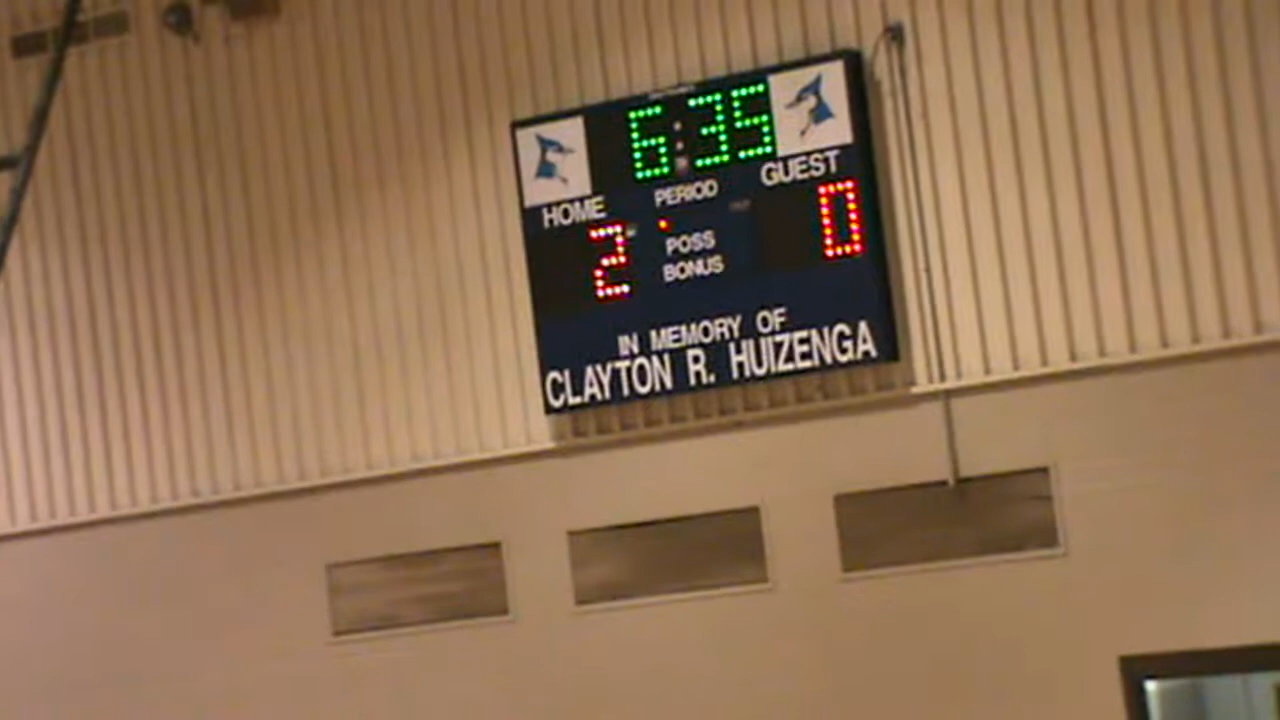 6:35
PERIOD
HOME
GUEST
2
0
POSS
BONUS
IN MEMORY OF
CLAYTON R. HUIZENGA